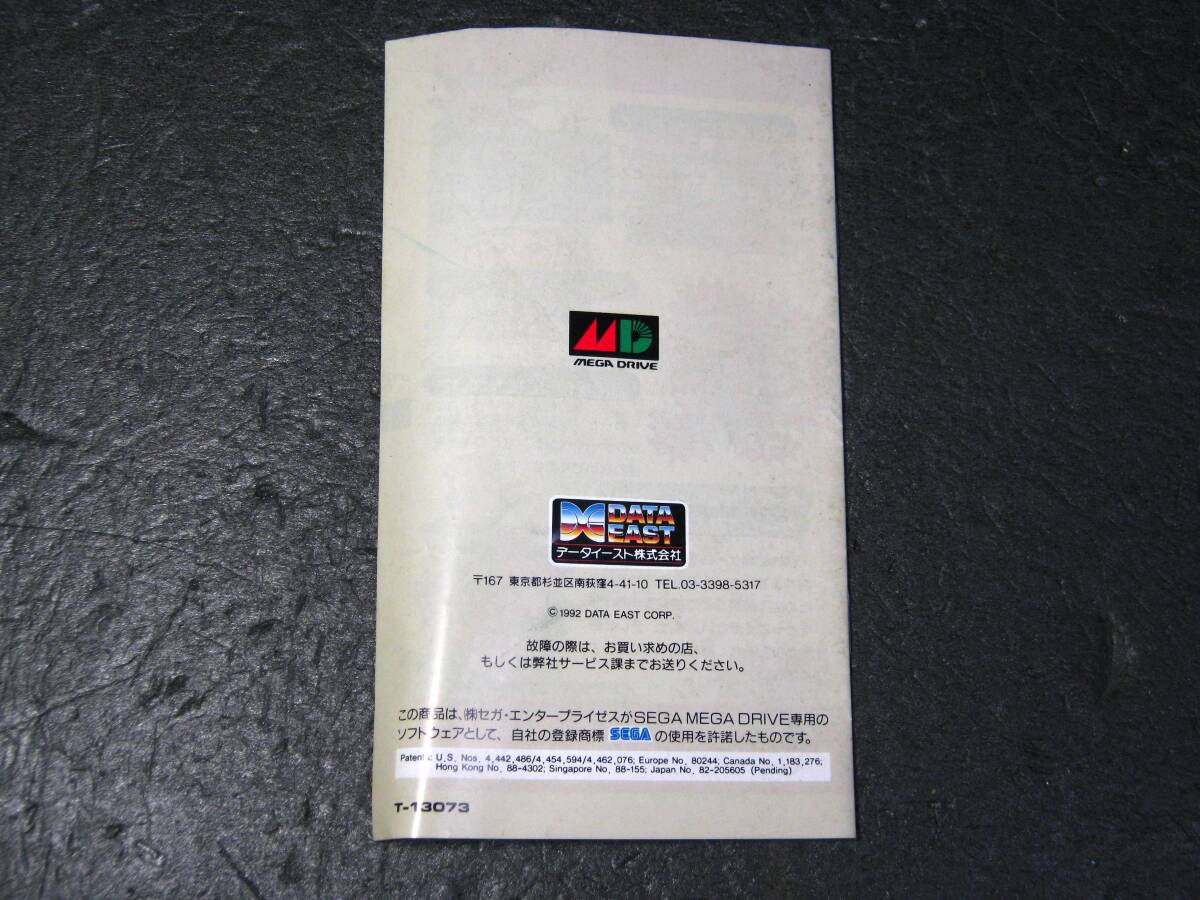 MD
MEGA DRIVE
DATA
EAST
データイースト株式会社
〒167 東京都杉並区南荻窪4-41-10 TEL.03-3398-5317
© 1992 DATA EAST CORP.
故障の際は、お買い求めの店、
もしくは弊社サービス課までお送りください。
この商品は、㈱セガ・エンタープライゼスがSEGA MEGA DRIVE専用の
ソフトウェアとして、自社の登録商標 SEGA の使用を許諾したものです。
Patent : U.S. Nos. 4,442,486/4,454,594/4,462,076; Europe No. 80244; Canada No. 1,183,276;
Hong Kong No. 88-4302; Singapore No. 88-155; Japan No. 82-205605 (Pending)
T-13073